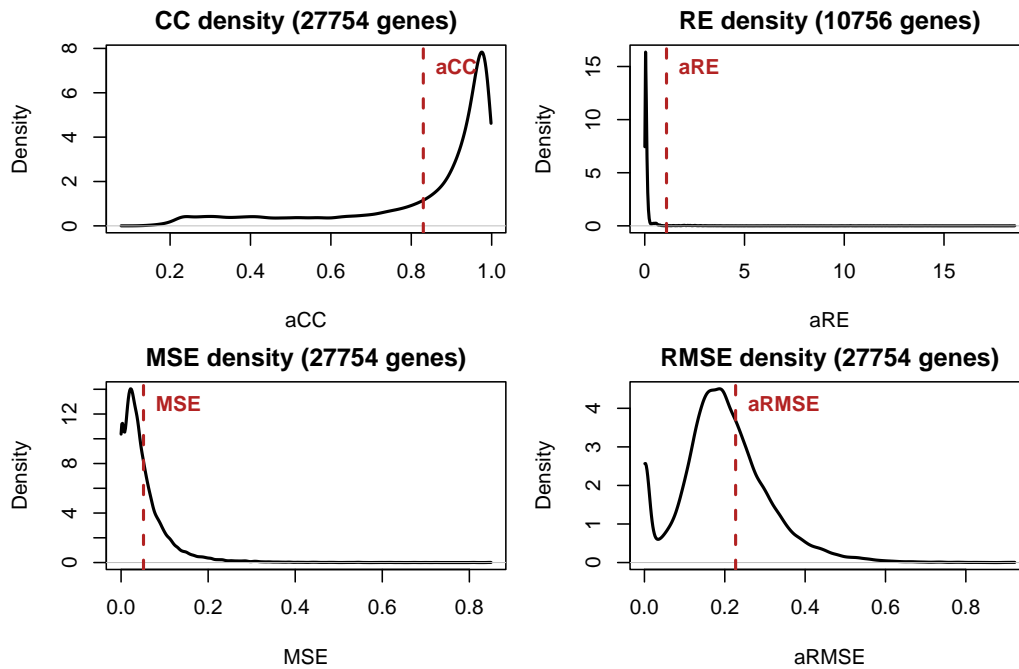 CC density (27754 genes)
8
6
4
2
0
Density
aCC
0.2 0.4 0.6 0.8 1.0
aCC
RE density (10756 genes)
15
10
5
0
Density
aRE
0 5 10 15
aRE
MSE density (27754 genes)
12
8
4
0
Density
MSE
0.0 0.2 0.4 0.6 0.8
MSE
RMSE density (27754 genes)
4
3
2
1
0
Density
aRMSE
0.0 0.2 0.4 0.6 0.8
aRMSE